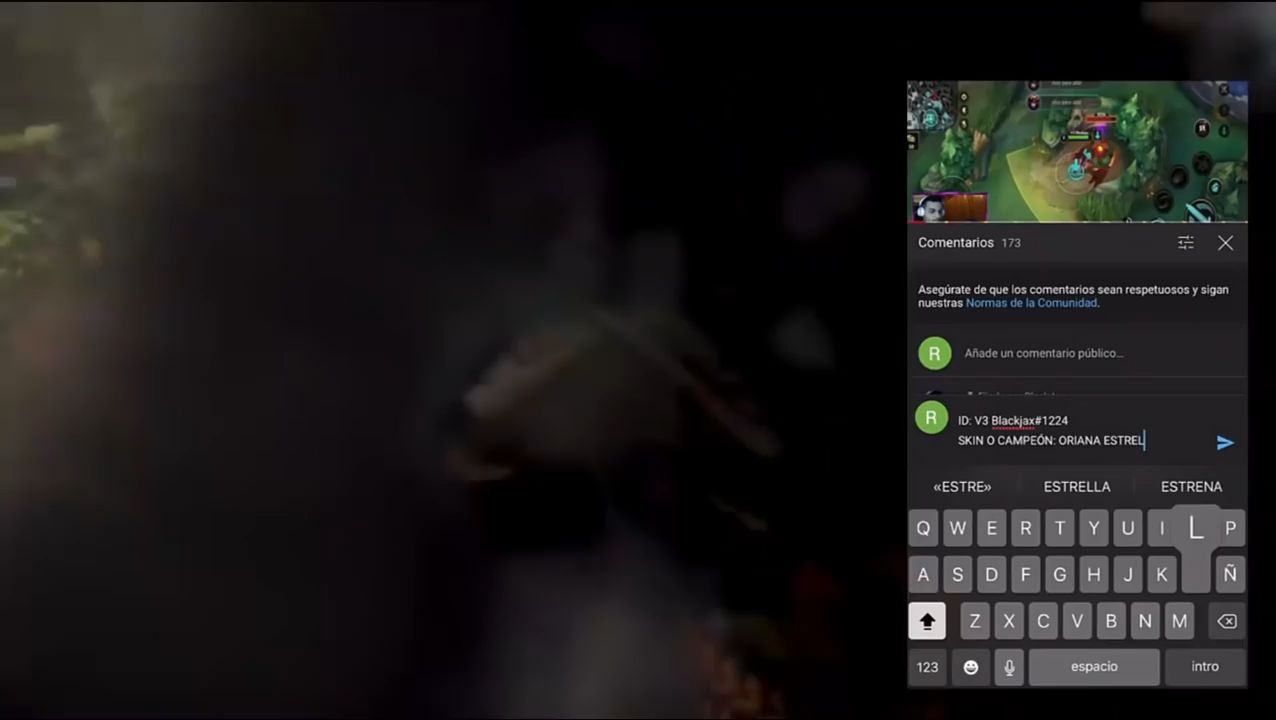 Comentarios 173
Asegúrate de que los comentarios sean respetuosos y sigan
nuestras Normas de la Comunidad.
R
Añade un comentario público...
R
ID: V3 Blackjax#1224
SKIN O CAMPEÓN: ORIANA ESTREL
«ESTRE» ESTRELLA ESTRENA
Q W E R T Y U I L P
A S D F G H J K Ñ
Z X C V B N M
123 espacio intro